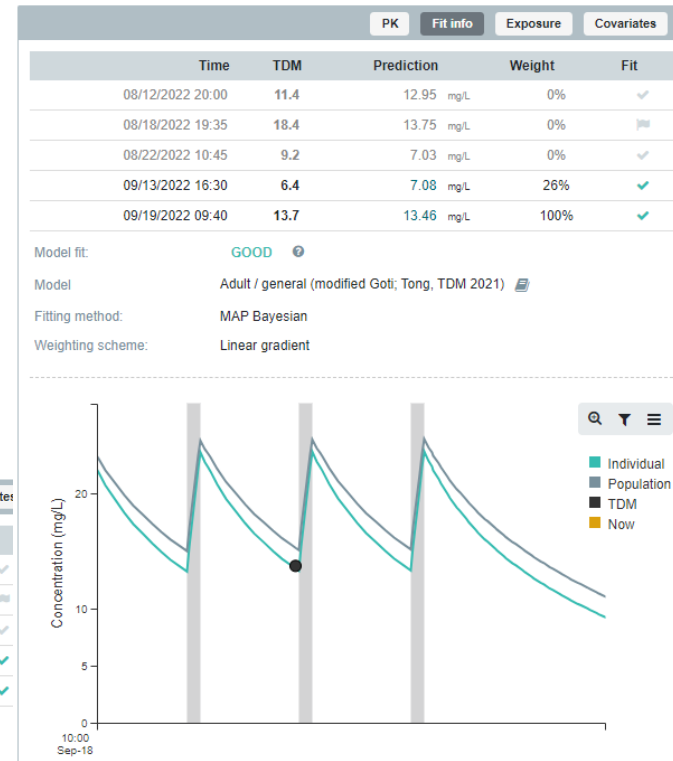 PK Fit info Exposure Covariates
Time TDM Prediction Weight Fit
08/12/2022 20:00 11.4 12.95 mg/L 0%
08/18/2022 19:35 18.4 13.75 mg/L 0%
08/22/2022 10:45 9.2 7.03 mg/L 0%
09/13/2022 16:30 6.4 7.08 mg/L 26%
09/19/2022 09:40 13.7 13.46 mg/L 100%
Model fit: GOOD
Model Adult / general (modified Goti; Tong, TDM 2021)
Fitting method: MAP Bayesian
Weighting scheme: Linear gradient
Individual
Population
TDM
Now
Concentration (mg/L)
20
10
5
0
10:00
Sep-18